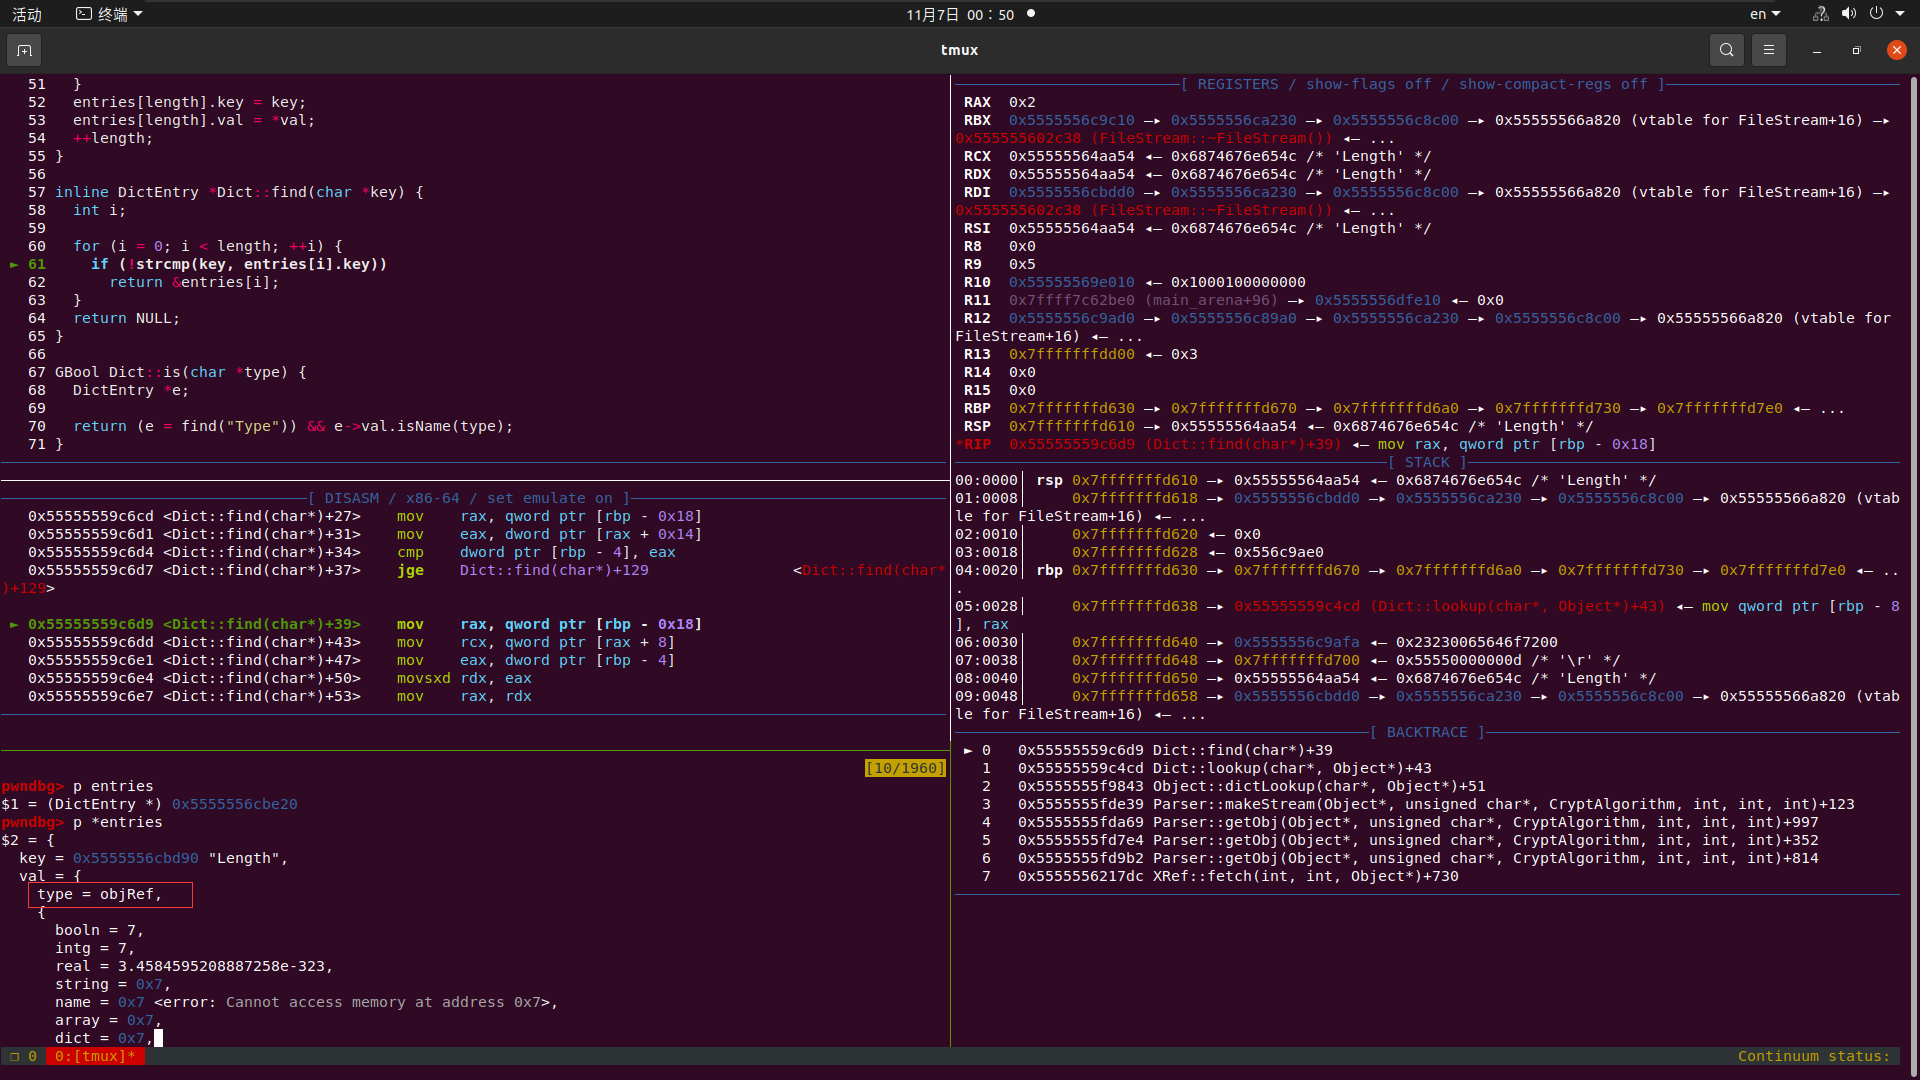 活动 终端 11月7日 00:50 en
tmux
51   }
52   entries[length].key = key;
53   entries[length].val = *val;
54   ++length;
55 }
56
57 inline DictEntry *Dict::find(char *key) {
58   int i;
59
60   for (i = 0; i < length; ++i) {
► 61     if (!strcmp(key, entries[i].key))
62       return &entries[i];
63   }
64   return NULL;
65 }
66
67 GBool Dict::is(char *type) {
68   DictEntry *e;
69
70   return (e = find("Type")) && e->val.isName(type);
71 }
[ DISASM / x86-64 / set emulate on ]
0x55555559c6cd <Dict::find(char*)+27>    mov    rax, qword ptr [rbp - 0x18]
0x55555559c6d1 <Dict::find(char*)+31>    mov    eax, dword ptr [rax + 0x14]
0x55555559c6d4 <Dict::find(char*)+34>    cmp    dword ptr [rbp - 4], eax
0x55555559c6d7 <Dict::find(char*)+37>    jge    Dict::find(char*)+129                <Dict::find(char*
)+129>
► 0x55555559c6d9 <Dict::find(char*)+39>    mov    rax, qword ptr [rbp - 0x18]
0x55555559c6dd <Dict::find(char*)+43>    mov    rcx, qword ptr [rax + 8]
0x55555559c6e1 <Dict::find(char*)+47>    mov    eax, dword ptr [rbp - 4]
0x55555559c6e4 <Dict::find(char*)+50>    movsxd rdx, eax
0x55555559c6e7 <Dict::find(char*)+53>    mov    rax, rdx
[10/1960]
pwndbg> p entries
$1 = (DictEntry *) 0x5555556cbe20
pwndbg> p *entries
$2 = {
  key = 0x5555556cbd90 "Length",
  val = {
    type = objRef,
    {
      booln = 7,
      intg = 7,
      real = 3.4584595208887258e-323,
      string = 0x7,
      name = 0x7 <error: Cannot access memory at address 0x7>,
      array = 0x7,
      dict = 0x7,
[ REGISTERS / show-flags off / show-compact-regs off ]
RAX  0x2
RBX  0x5555556c9c10 —▸ 0x5555556ca230 —▸ 0x5555556c8c00 —▸ 0x55555566a820 (vtable for FileStream+16) —▸
0x555555602c38 (FileStream::~FileStream()) ◂— ...
RCX  0x55555564aa54 ◂— 0x6874676e654c /* 'Length' */
RDX  0x55555564aa54 ◂— 0x6874676e654c /* 'Length' */
RDI  0x5555556cbdd0 —▸ 0x5555556ca230 —▸ 0x5555556c8c00 —▸ 0x55555566a820 (vtable for FileStream+16) —▸
0x555555602c38 (FileStream::~FileStream()) ◂— ...
RSI  0x55555564aa54 ◂— 0x6874676e654c /* 'Length' */
R8   0x0
R9   0x5
R10  0x55555569e010 ◂— 0x1000100000000
R11  0x7ffff7c62be0 (main_arena+96) —▸ 0x5555556dfe10 ◂— 0x0
R12  0x5555556c9ad0 —▸ 0x5555556c89a0 —▸ 0x5555556ca230 —▸ 0x5555556c8c00 —▸ 0x55555566a820 (vtable for
FileStream+16) ◂— ...
R13  0x7fffffffdd00 ◂— 0x3
R14  0x0
R15  0x0
RBP  0x7fffffffd630 —▸ 0x7fffffffd670 —▸ 0x7fffffffd6a0 —▸ 0x7fffffffd730 —▸ 0x7fffffffd7e0 ◂— ...
RSP  0x7fffffffd610 —▸ 0x55555564aa54 ◂— 0x6874676e654c /* 'Length' */
*RIP  0x55555559c6d9 (Dict::find(char*)+39) ◂— mov rax, qword ptr [rbp - 0x18]
[ STACK ]
00:0000│ rsp 0x7fffffffd610 —▸ 0x55555564aa54 ◂— 0x6874676e654c /* 'Length' */
01:0008│     0x7fffffffd618 —▸ 0x5555556cbdd0 —▸ 0x5555556ca230 —▸ 0x5555556c8c00 —▸ 0x55555566a820 (vtab
le for FileStream+16) ◂— ...
02:0010│     0x7fffffffd620 ◂— 0x0
03:0018│     0x7fffffffd628 ◂— 0x556c9ae0
04:0020│ rbp 0x7fffffffd630 —▸ 0x7fffffffd670 —▸ 0x7fffffffd6a0 —▸ 0x7fffffffd730 —▸ 0x7fffffffd7e0 ◂— ..
.
05:0028│     0x7fffffffd638 —▸ 0x55555559c4cd (Dict::lookup(char*, Object*)+43) ◂— mov qword ptr [rbp - 8
], rax
06:0030│     0x7fffffffd640 —▸ 0x5555556c9afa ◂— 0x23230065646f7200
07:0038│     0x7fffffffd648 —▸ 0x7fffffffd700 ◂— 0x55550000000d /* '\r' */
08:0040│     0x7fffffffd650 —▸ 0x55555564aa54 ◂— 0x6874676e654c /* 'Length' */
09:0048│     0x7fffffffd658 —▸ 0x5555556cbdd0 —▸ 0x5555556ca230 —▸ 0x5555556c8c00 —▸ 0x55555566a820 (vtab
le for FileStream+16) ◂— ...
[ BACKTRACE ]
► 0   0x55555559c6d9 Dict::find(char*)+39
1   0x55555559c4cd Dict::lookup(char*, Object*)+43
2   0x5555555f9843 Object::dictLookup(char*, Object*)+51
3   0x5555555fde39 Parser::makeStream(Object*, unsigned char*, CryptAlgorithm, int, int, int)+123
4   0x5555555fda69 Parser::getObj(Object*, unsigned char*, CryptAlgorithm, int, int, int)+997
5   0x5555555fd7e4 Parser::getObj(Object*, unsigned char*, CryptAlgorithm, int, int, int)+352
6   0x5555555fd9b2 Parser::getObj(Object*, unsigned char*, CryptAlgorithm, int, int, int)+814
7   0x5555556217dc XRef::fetch(int, int, Object*)+730
❐ 0  0:[tmux]* Continuum status: